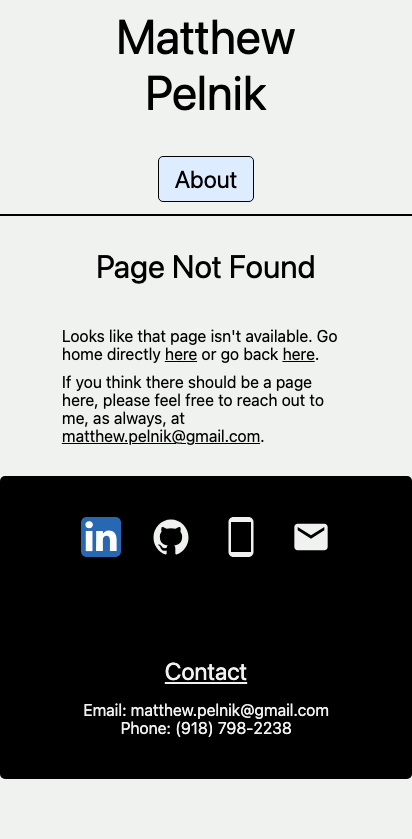 Matthew
Pelnik
About
Page Not Found
Looks like that page isn't available. Go
home directly here or go back here.
If you think there should be a page
here, please feel free to reach out to
me, as always, at
matthew.pelnik@gmail.com.
in
Contact
Email: matthew.pelnik@gmail.com
Phone: (918) 798-2238